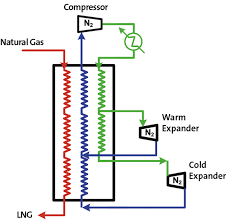 Compressor
N2
Natural Gas
Warm
Expander
N2
Cold
Expander
N2
LNG